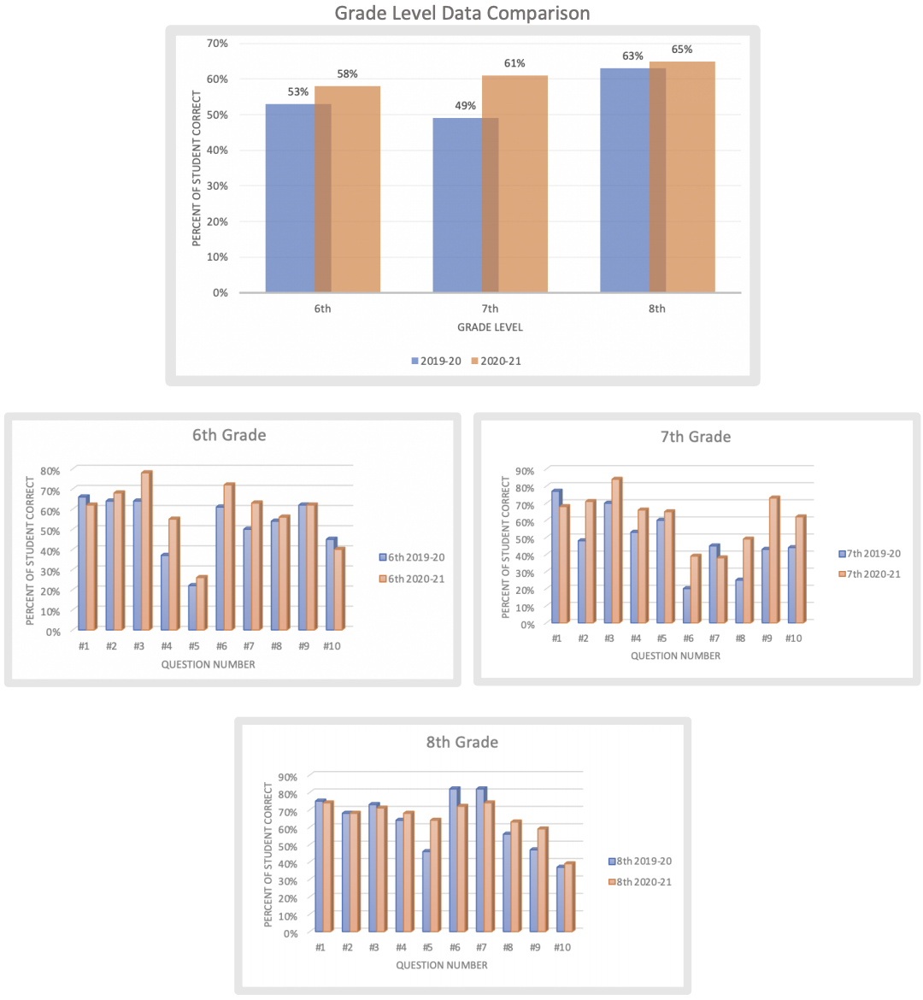 Grade Level Data Comparison
70%
60%
50%
40%
30%
20%
10%
0%
PERCENT OF STUDENT CORRECT
53%
58%
49%
61%
63%
65%
6th 7th 8th
GRADE LEVEL
2019-20 2020-21
6th Grade
80%
70%
60%
50%
40%
30%
20%
10%
0%
PERCENT OF STUDENT CORRECT
#1 #2 #3 #4 #5 #6 #7 #8 #9 #10
QUESTION NUMBER
6th 2019-20
6th 2020-21
7th Grade
90%
80%
70%
60%
50%
40%
30%
20%
10%
0%
PERCENT OF STUDENT CORRECT
#1 #2 #3 #4 #5 #6 #7 #8 #9 #10
QUESTION NUMBER
7th 2019-20
7th 2020-21
8th Grade
90%
80%
70%
60%
50%
40%
30%
20%
10%
0%
PERCENT OF STUDENT CORRECT
#1 #2 #3 #4 #5 #6 #7 #8 #9 #10
QUESTION NUMBER
8th 2019-20
8th 2020-21